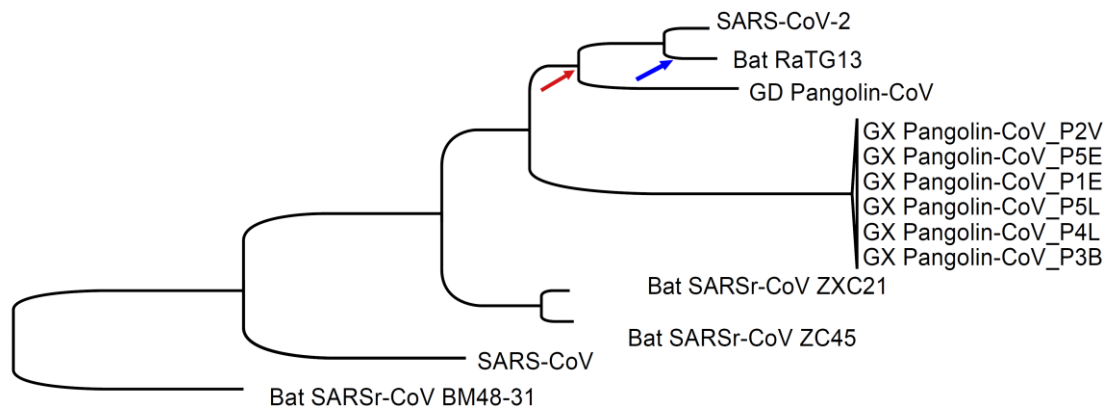 SARS-CoV-2
Bat RaTG13
GD Pangolin-CoV
GX Pangolin-CoV_P2V
GX Pangolin-CoV_P5E
GX Pangolin-CoV_P1E
GX Pangolin-CoV_P5L
GX Pangolin-CoV_P4L
GX Pangolin-CoV_P3B
Bat SARSr-CoV ZXC21
Bat SARSr-CoV ZC45
SARS-CoV
Bat SARSr-CoV BM48-31